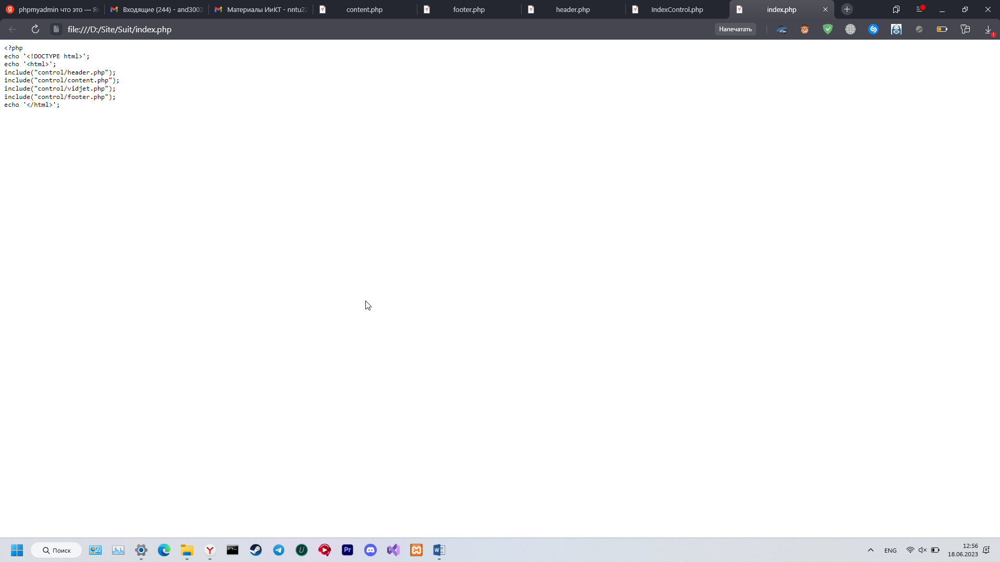 phpmyadmin что это — Ян
Входящие (244) - and3003
Материалы ИиКТ - nntu22
content.php
footer.php
header.php
IndexControl.php
index.php
file:///D:/Site/Suit/index.php
Напечатать
<?php
echo '<!DOCTYPE html>';
echo '<html>';
include("control/header.php");
include("control/content.php");
include("control/vidjet.php");
include("control/footer.php");
echo '</html>';
Поиск
ENG
12:56
18.06.2023